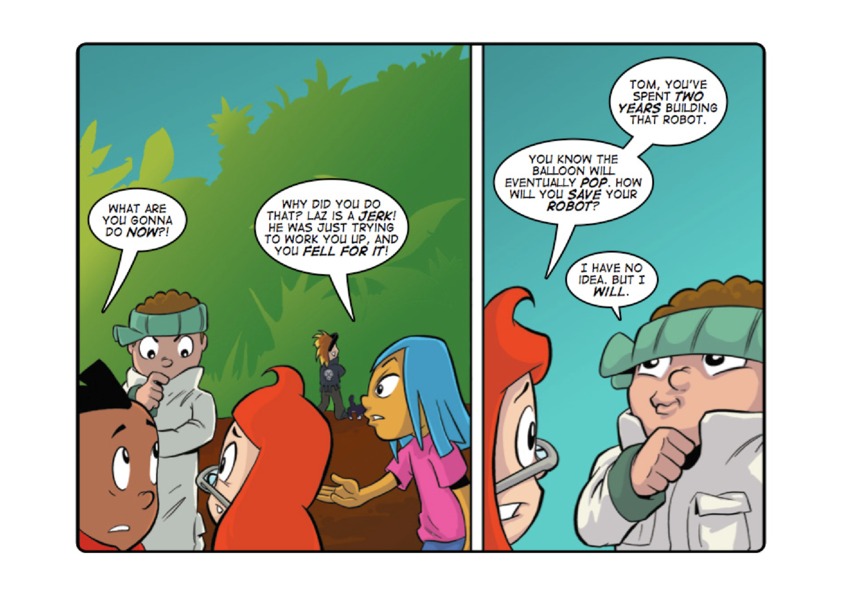 WHAT ARE
YOU GONNA
DO NOW?!
WHY DID YOU DO
THAT? LAZ IS A JERK!
HE WAS JUST TRYING
TO WORK YOU UP, AND
YOU FELL FOR IT!
TOM, YOU'VE
SPENT TWO
YEARS BUILDING
THAT ROBOT.
YOU KNOW THE
BALLOON WILL
EVENTUALLY POP. HOW
WILL YOU SAVE YOUR
ROBOT?
I HAVE NO
IDEA. BUT I
WILL.